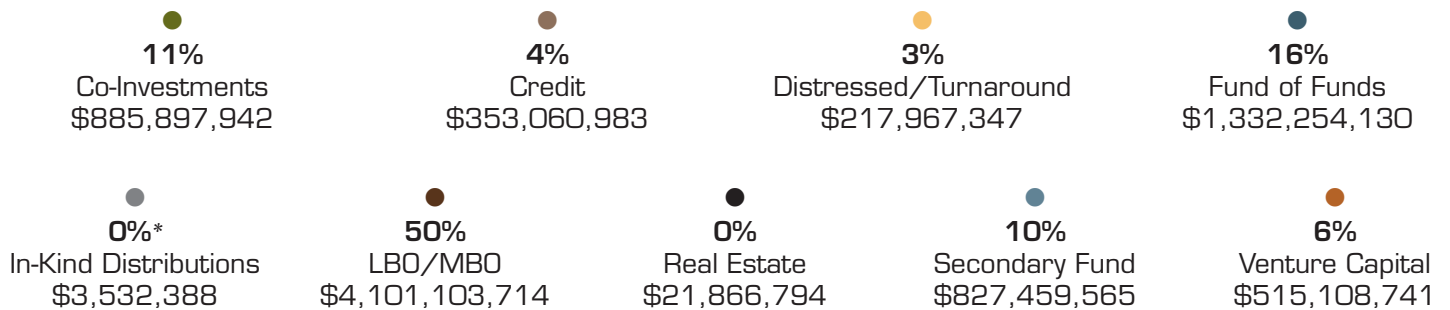 11%
Co-Investments
$885,897,942
4%
Credit
$353,060,983
3%
Distressed/Turnaround
$217,967,347
16%
Fund of Funds
$1,332,254,130
0%*
In-Kind Distributions
$3,532,388
50%
LBO/MBO
$4,101,103,714
0%
Real Estate
$21,866,794
10%
Secondary Fund
$827,459,565
6%
Venture Capital
$515,108,741